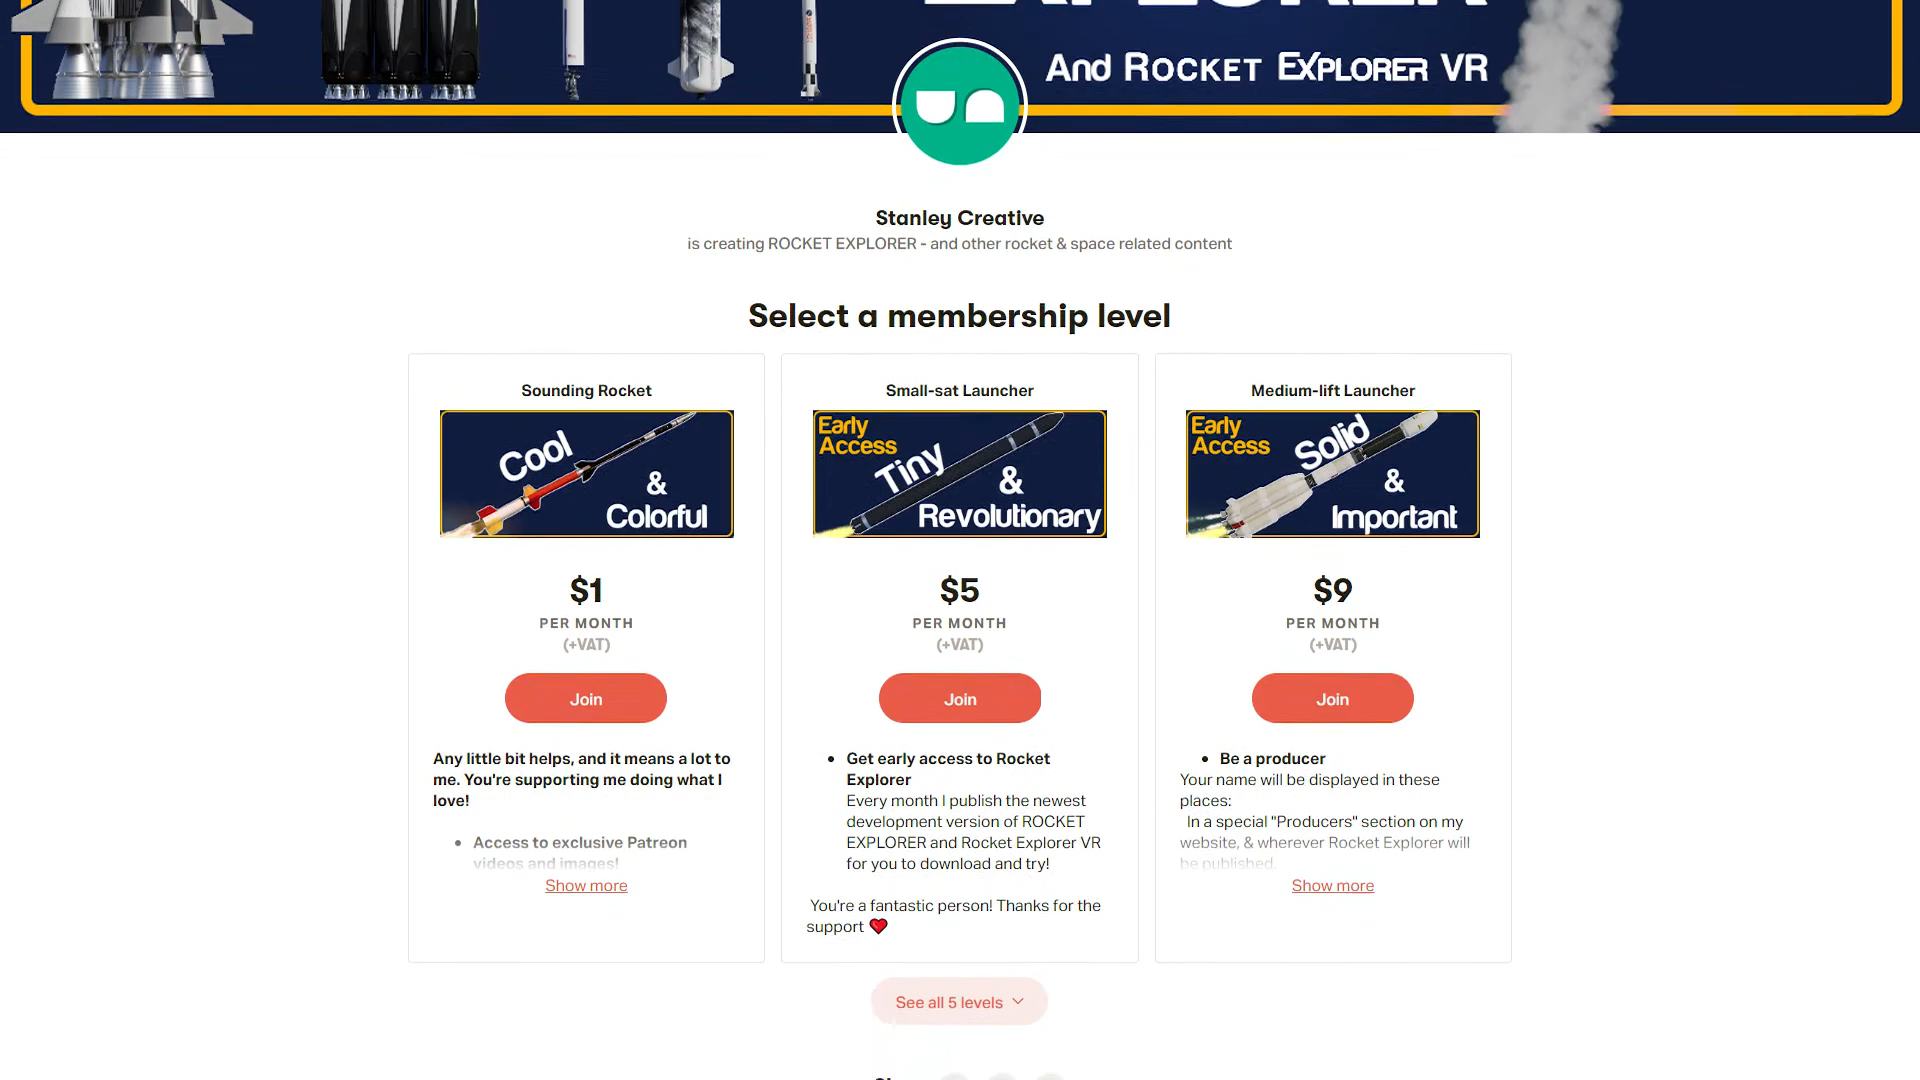 EXPLORER
And ROCKET EXPLORER VR
Stanley Creative
is creating ROCKET EXPLORER - and other rocket & space related content
Select a membership level
Sounding Rocket
Cool
&
Colorful
$1
PER MONTH
(+VAT)
Join
Any little bit helps, and it means a lot to
me. You're supporting me doing what I
love!
• Access to exclusive Patreon
videos and images!
Show more
Small-sat Launcher
Early
Access
Tiny
&
Revolutionary
$5
PER MONTH
(+VAT)
Join
• Get early access to Rocket
Explorer
Every month I publish the newest
development version of ROCKET
EXPLORER and Rocket Explorer VR
for you to download and try!
You're a fantastic person! Thanks for the
support ❤
Medium-lift Launcher
Early
Access
Solid
&
Important
$9
PER MONTH
(+VAT)
Join
• Be a producer
Your name will be displayed in these
places:
In a special "Producers" section on my
website, & wherever Rocket Explorer will
be published.
Show more
See all 5 levels